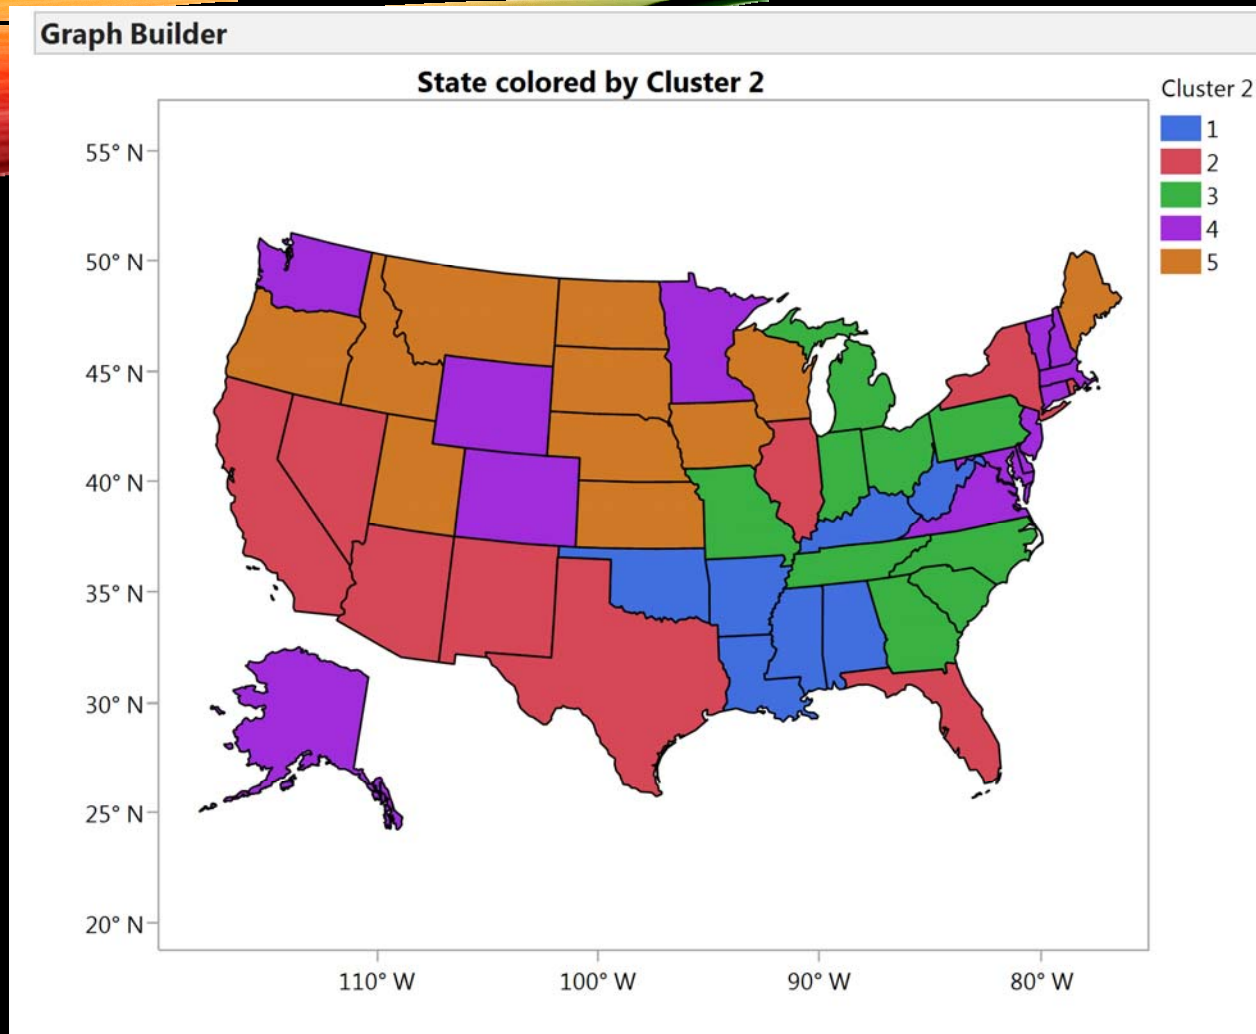 Graph Builder
State colored by Cluster 2
Cluster 2
1
2
3
4
5
55° N
50° N
45° N
40° N
35° N
30° N
25° N
20° N
110° W
100° W
90° W
80° W